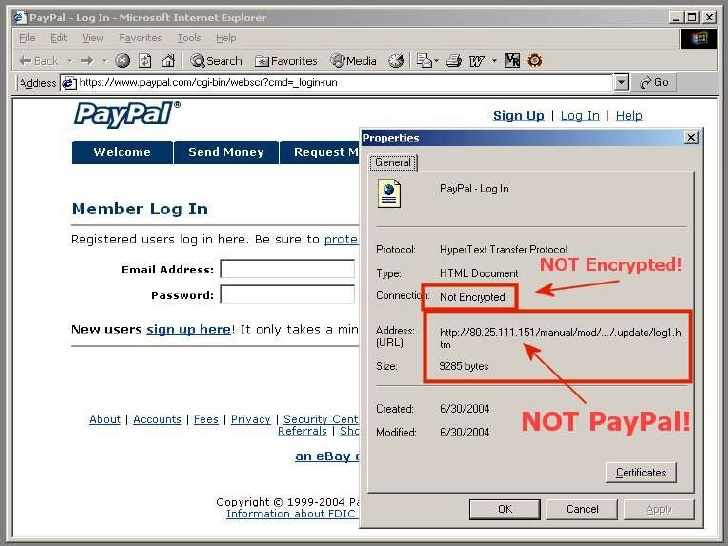 PayPal - Log In - Microsoft Internet Explorer
File Edit View Favorites Tools Help
Back Search Favorites Media
Address https://www.paypal.com/cgi-bin/webscr?cmd=_login-run Go
PayPal®
Sign Up | Log In | Help
Welcome Send Money Request M
Member Log In
Registered users log in here. Be sure to prote
Email Address:
Password:
New users sign up here! It only takes a min
About | Accounts | Fees | Privacy | Security Cent
Referrals | Sho
an eBay c
Copyright © 1999-2004 Pa
Information about FDIC
Properties
General
PayPal - Log In
Protocol: HyperText Transfer Protocol
Type: HTML Document
NOT Encrypted!
Connection: Not Encrypted
Address: (URL) http://80.25.111.151/manual/mod/.../.update/log1.h
tm
Size: 9285 bytes
Created: 6/30/2004
NOT PayPal!
Modified: 6/30/2004
Certificates
OK Cancel Apply